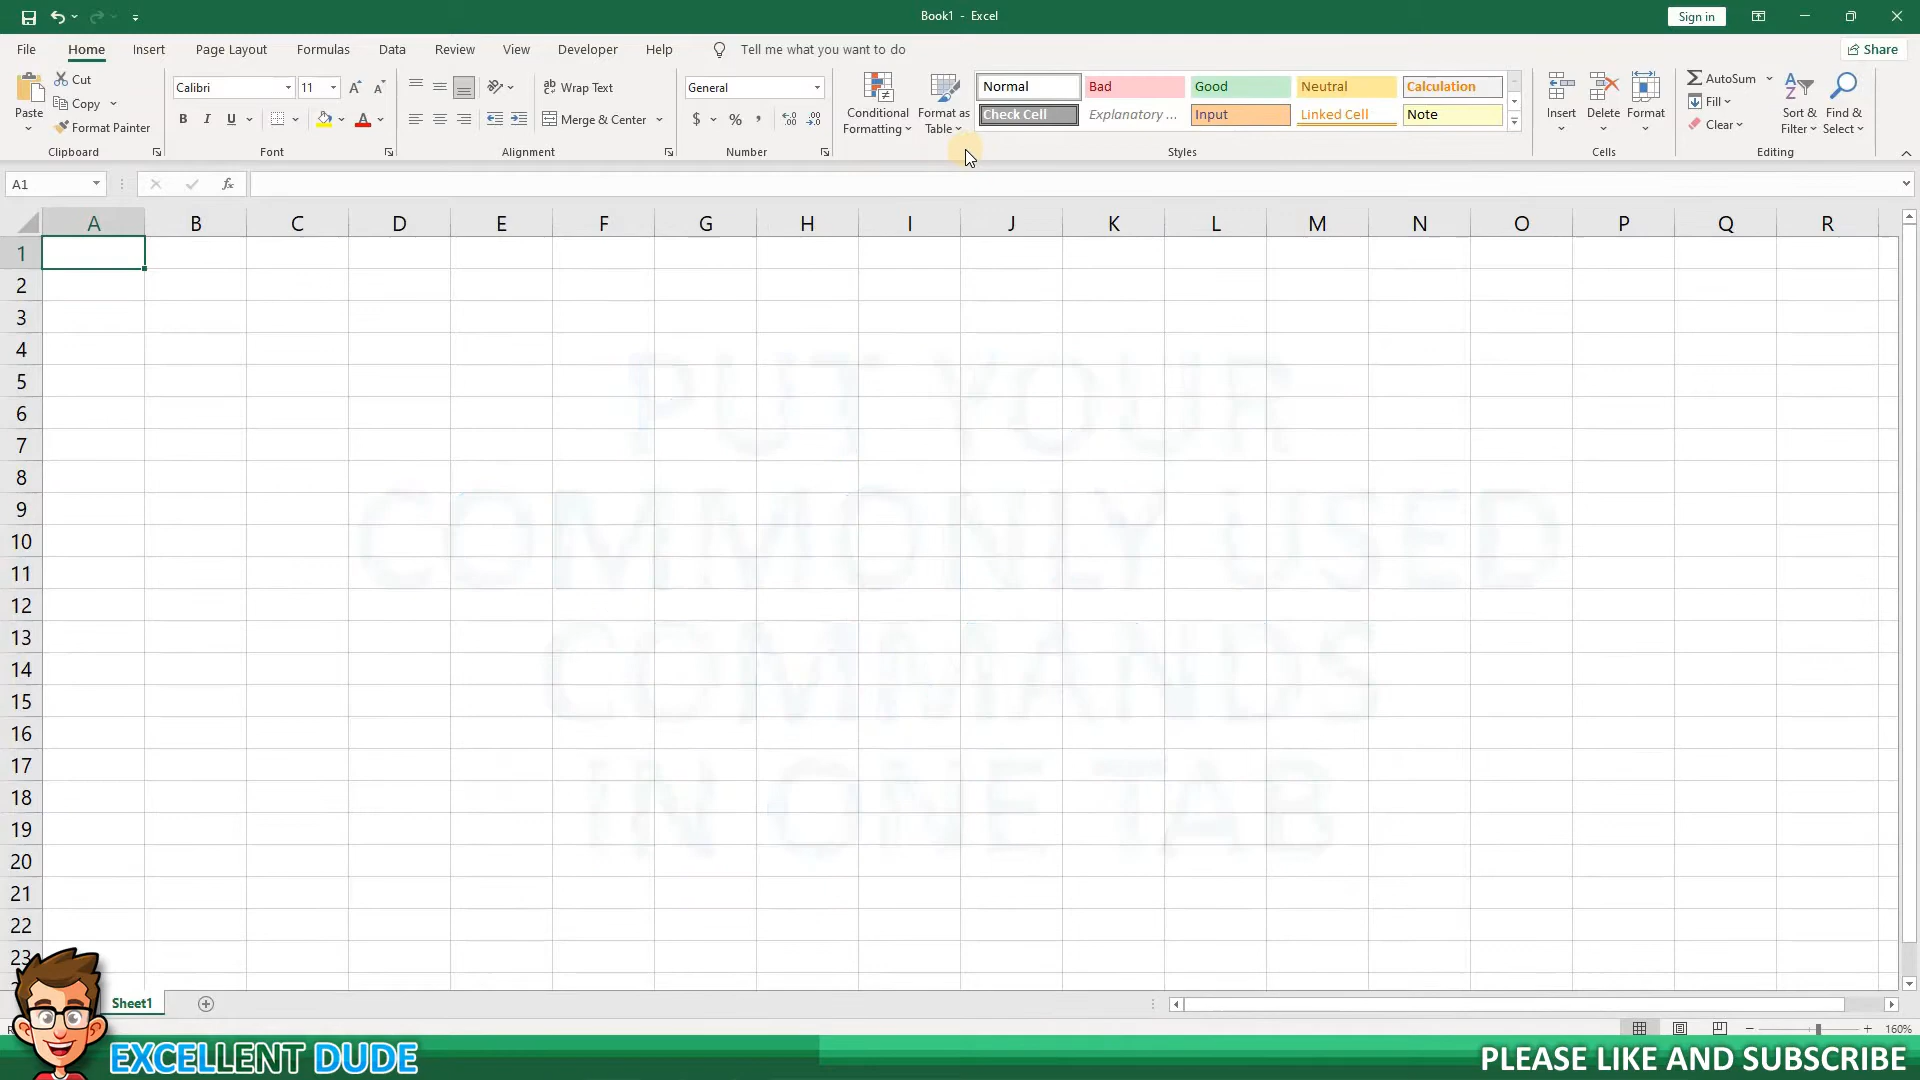 Book1 - Excel
Sign in
File Home Insert Page Layout Formulas Data Review View Developer Help Tell me what you want to do Share
Paste
Cut
Copy
Format Painter
Clipboard
Calibri 11
B I U
Font
Wrap Text
Merge & Center
Alignment
General
$ % ,
Number
Conditional Formatting
Format as Table
Normal Bad Good Neutral Calculation
Check Cell Explanatory ... Input Linked Cell Note
Styles
Insert Delete Format
Cells
AutoSum
Fill
Clear
Sort & Filter
Find & Select
Editing
A1 fx
A B C D E F G H I J K L M N O P Q R
1
2
3
4
5
6
7
8
9
10
11
12
13
14
15
16
17
18
19
20
21
22
23
PUT YOUR
COMMONLY USED
COMMANDS
IN ONE TAB
Sheet1
160%
EXCELLENT DUDE
PLEASE LIKE AND SUBSCRIBE